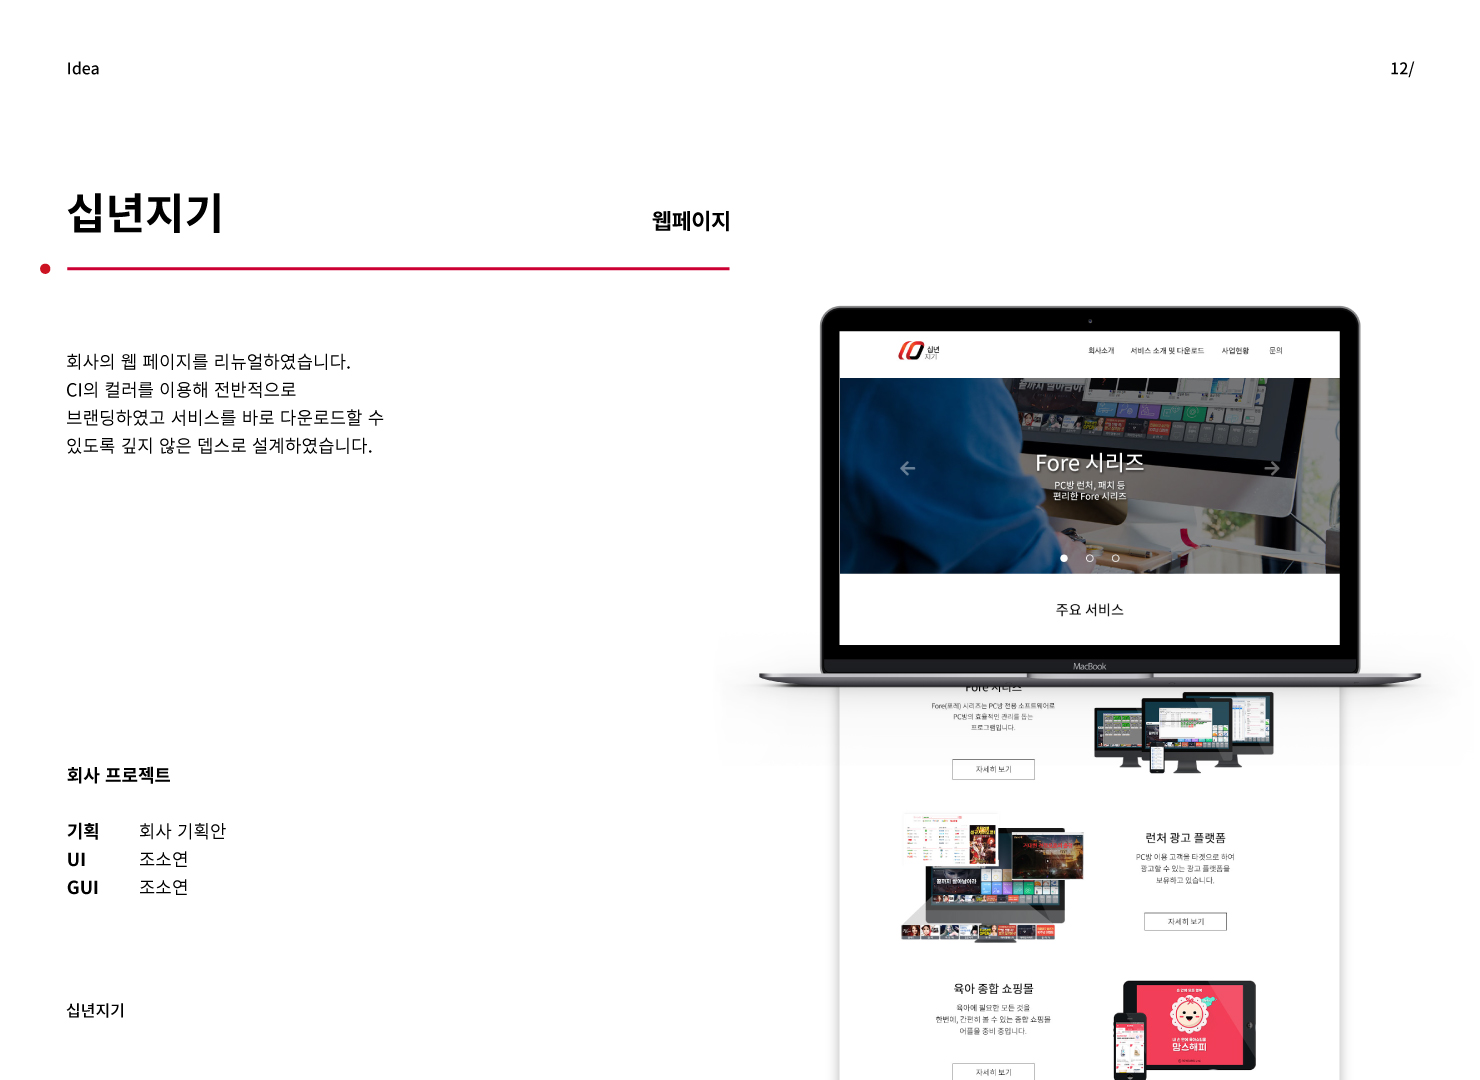 Idea
12/
십년지기
웹페이지
회사의 웹 페이지를 리뉴얼하였습니다.
CI의 컬러를 이용해 전반적으로
브랜딩하였고 서비스를 바로 다운로드할 수
있도록 깊지 않은 뎁스로 설계하였습니다.
회사 프로젝트
기획 회사 기획안
UI 조소연
GUI 조소연
십년지기
십년
지기
회사소개 서비스 소개 및 다운로드 사업현황 문의
Fore 시리즈
PC방 런처, 패치 등
편리한 Fore 시리즈
주요 서비스
MacBook
Fore 시리즈
Fore(포레) 시리즈는 PC방 전용 소프트웨어로
PC방의 효율적인 관리를 돕는
프로그램입니다.
자세히 보기
런처 광고 플랫폼
PC방 이용 고객을 타겟으로 하여
광고할 수 있는 광고 플랫폼을
보유하고 있습니다.
자세히 보기
육아 종합 쇼핑몰
육아에 필요한 모든 것을
한번에, 간편히 볼 수 있는 종합 쇼핑몰
어플을 준비 중입니다.
자세히 보기
맘스해피